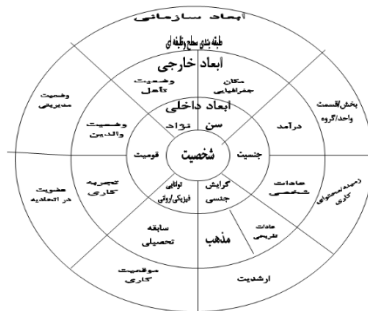 ابعاد سازمانی
طبقه بندی سطح وظیفه ای
ابعاد خارجی
وضعیت
تاهل
مکان
جغرافیایی
وضعیت
مدیریتی
ابعاد داخلی
بخش/قسمت
واحد/گروه
وضعیت
والدین
نژاد
سن
درآمد
قومیت
شخصیت
جنسیت
عضویت
در اتحادیه
تجربه
کاری
توانایی
فیزیکی/روانی
گرایش
جنسی
عادات
شخصی
زمینه/محتوای
کاری
سابقه
تحصیلی
مذهب
عادات
تفریحی
موقعیت
کاری
ارشدیت